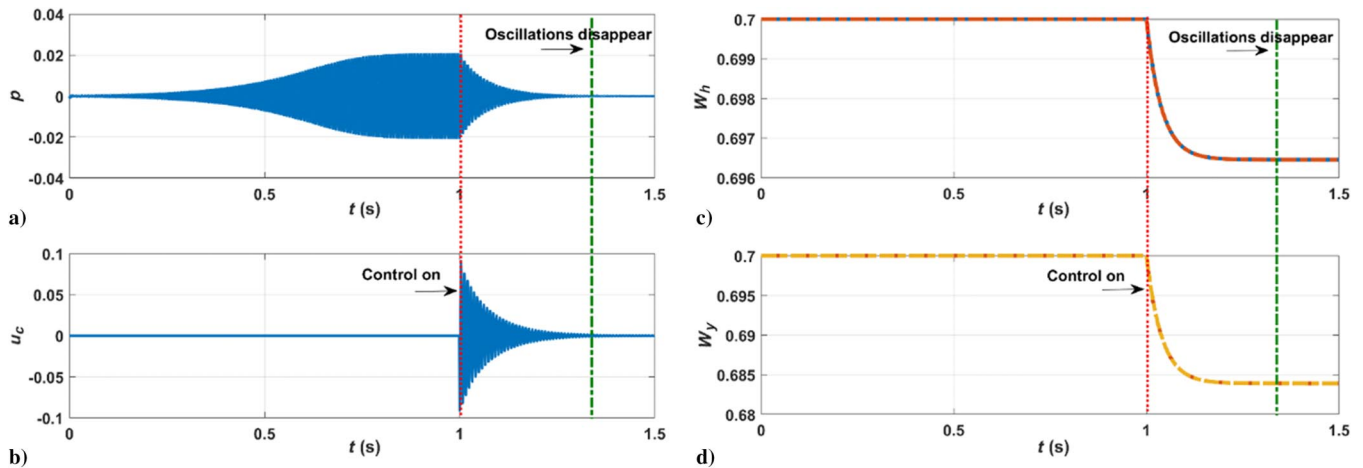 0.04
0.02
0
-0.02
-0.04
p
Oscillations disappear
0
0.5
1
1.5
t (s)
a)
0.1
0.05
0
-0.05
-0.1
u_c
Control on
0
0.5
1
1.5
t (s)
b)
0.7
0.699
0.698
0.697
0.696
W_h
Oscillations disappear
0
0.5
1
1.5
t (s)
c)
0.7
0.695
0.69
0.685
0.68
W_y
Control on
0
0.5
1
1.5
t (s)
d)